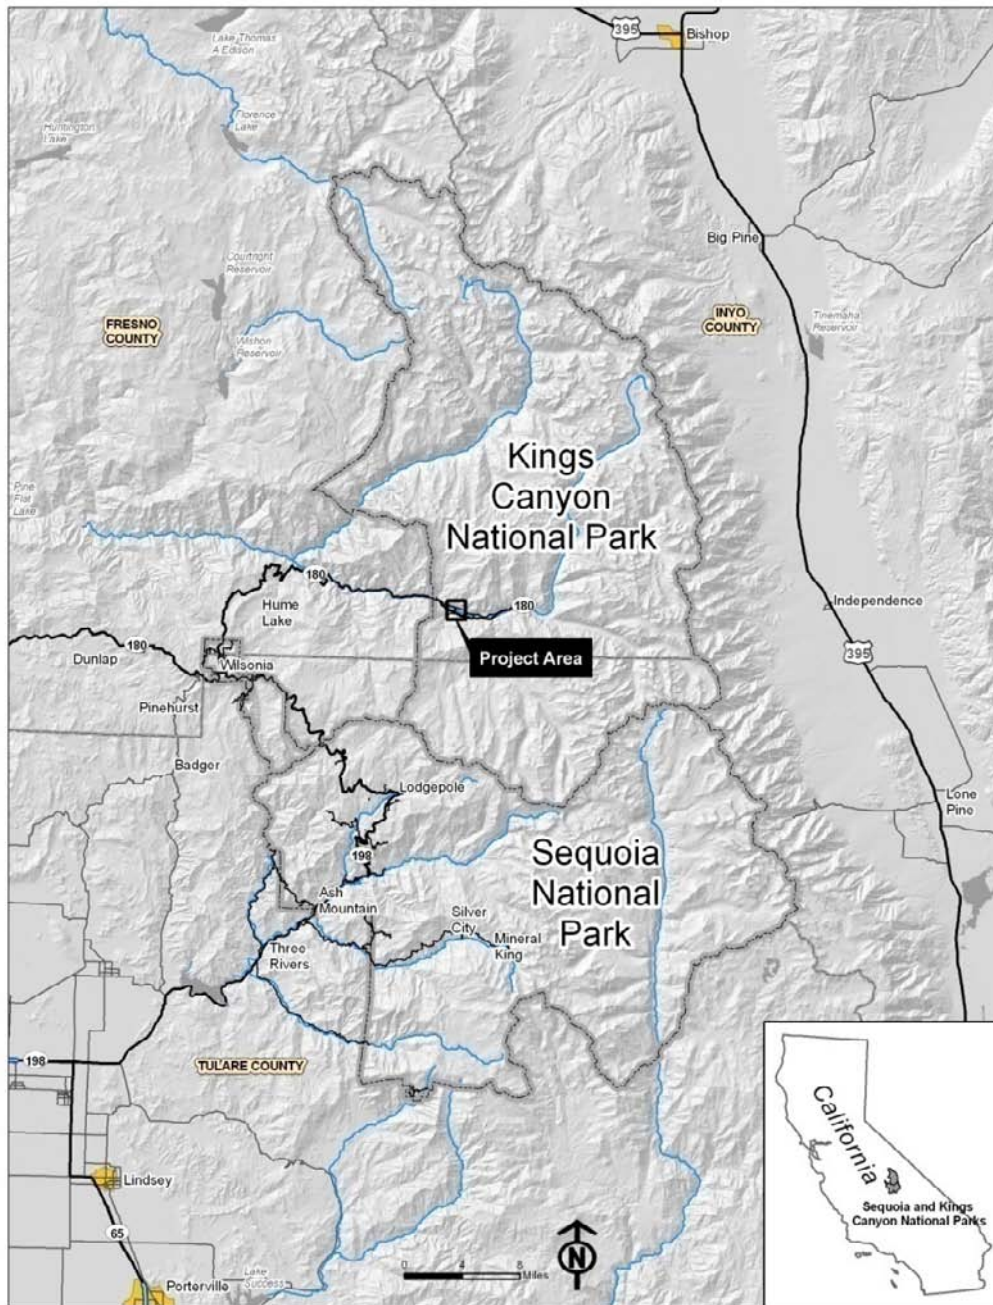 395
Bishop
Lake Thomas
A Edison
Florence
Lake
Huntington
Lake
Big Pine
Courtright
Reservoir
FRESNO
COUNTY
INYO
COUNTY
Tinemaha
Reservoir
Wishon
Reservoir
Kings
Canyon
National Park
Pine
Flat
Lake
180
180
Hume
Lake
Independence
180
Project Area
395
Dunlap
Wilsonia
Pinehurst
Badger
Lodgepole
Lone
Pine
198
Sequoia
National
Park
Ash
Mountain
Silver
City
Mineral
King
Three
Rivers
198
TULARE COUNTY
California
Sequoia and Kings
Canyon National Parks
Lindsey
65
N
Lake
Success
0 4 8
Miles
Porterville